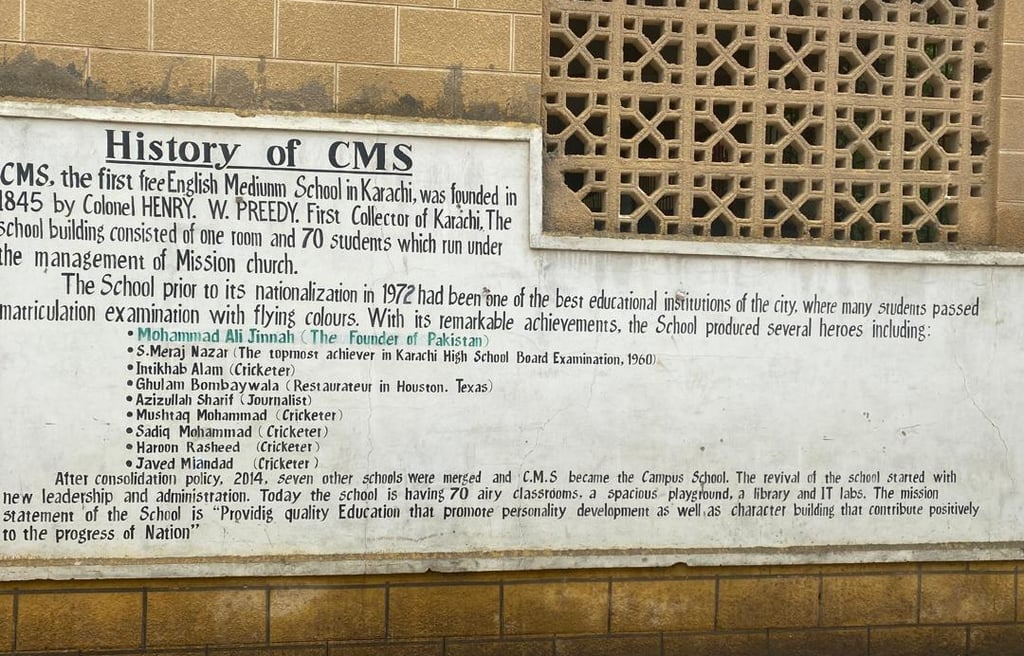 History of CMS
CMS, the first free English Mediunm School in Karachi, was founded in
1845 by Colonel HENRY. W. PREEDY. First Collector of Karachi. The
school building consisted of one room and 70 students which run under
the management of Mission church.
The School prior to its nationalization in 1972 had been one of the best educational institutions of the city, where many students passed
matriculation examination with flying colours. With its remarkable achievements, the School produced several heroes including:
• Mohammad Ali Jinnah (The Founder of Pakistan)
• S.Meraj Nazar (The topmost achiever in Karachi High School Board Examination, 1960)
• Intikhab Alam (Cricketer)
• Ghulam Bombaywala (Restaurateur in Houston. Texas)
• Azizullah Sharif (Journalist)
• Mushtaq Mohammad (Cricketer)
• Sadiq Mohammad (Cricketer)
• Haroon Rasheed (Cricketer)
• Javed Miandad (Cricketer)
After consolidation policy, 2014, seven other schools were merged and C.M.S became the Campus School. The revival of the school started with
new leadership and administration. Today the school is having 70 airy classrooms, a spacious playground, a library and IT labs. The mission
statement of the School is "Providig quality Education that promote personality development as well as character building that contribute positively
to the progress of Nation"